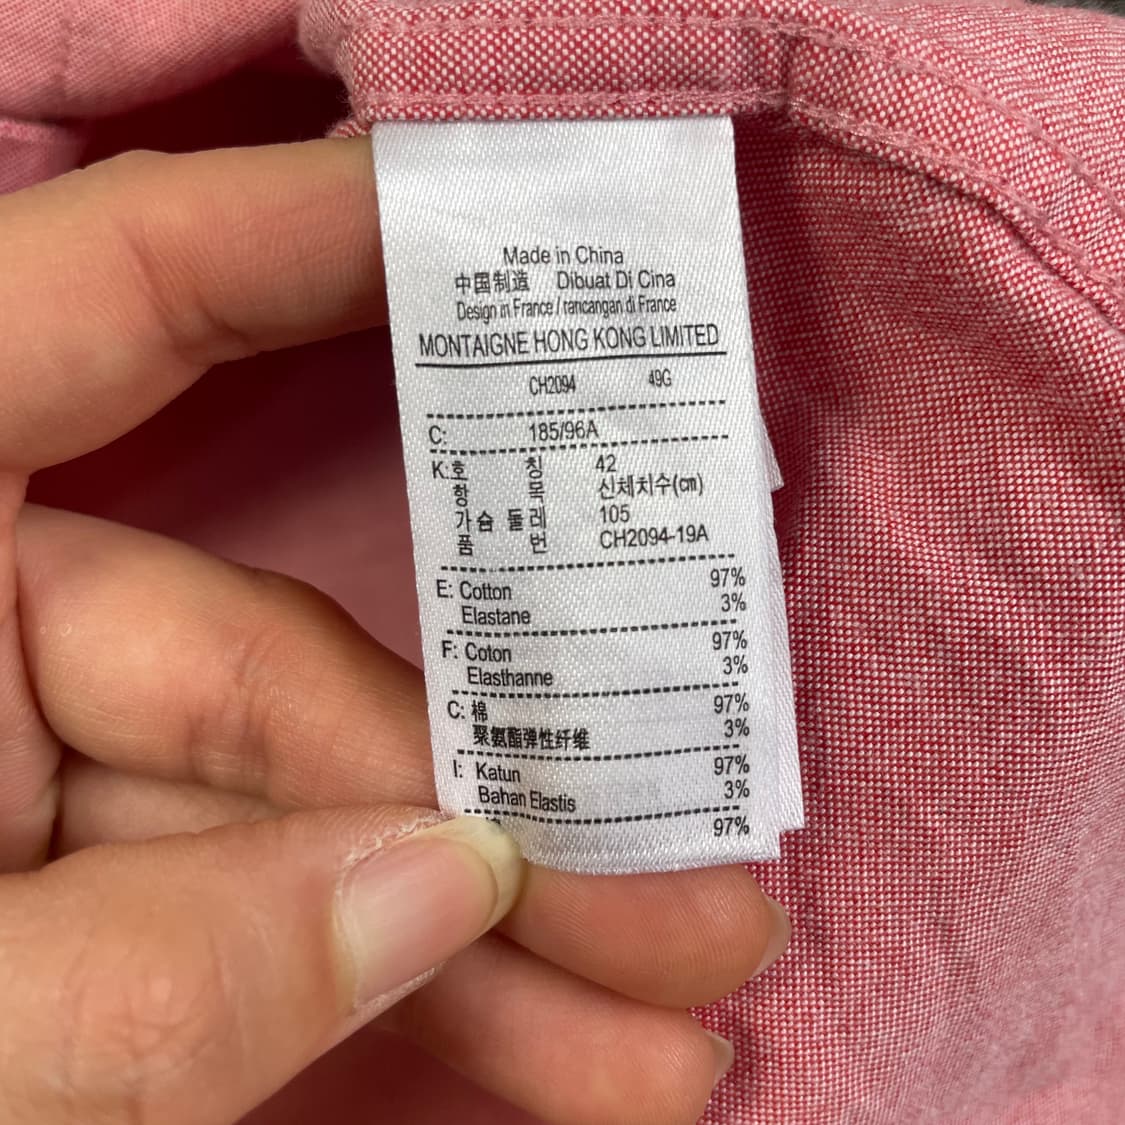 Made in China
中国制造 Dibuat Di Cina
Design in France / rancangan di France
MONTAIGNE HONG KONG LIMITED
CH2094 49G
C: 185/96A
K:호 칭 42
항 목 신체치수(㎝)
가슴 둘레 105
품 번 CH2094-19A
E: Cotton 97%
Elastane 3%
F: Coton 97%
Elasthanne 3%
C: 棉 97%
聚氨酯弹性纤维 3%
I: Katun 97%
Bahan Elastis 3%
97%